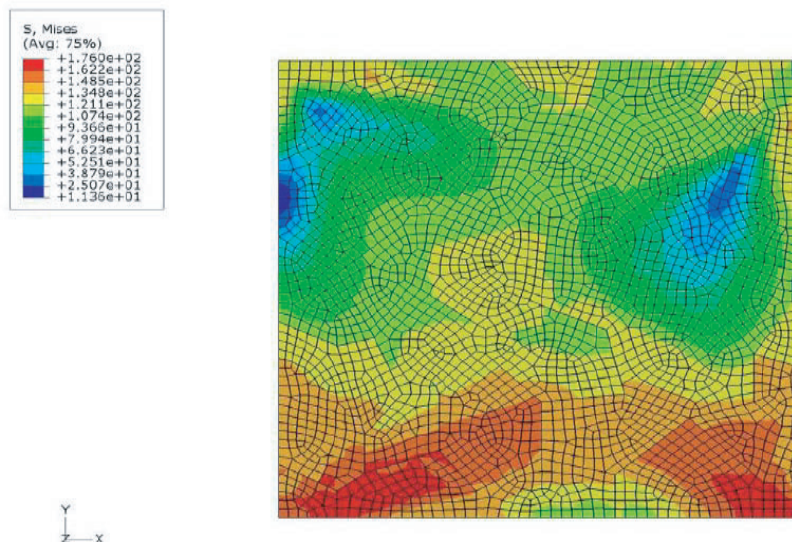 S, Mises
(Avg: 75%)
+1.760e+02
+1.622e+02
+1.485e+02
+1.348e+02
+1.211e+02
+1.074e+02
+9.366e+01
+7.994e+01
+6.623e+01
+5.251e+01
+3.879e+01
+2.507e+01
+1.136e+01
Y
Z X